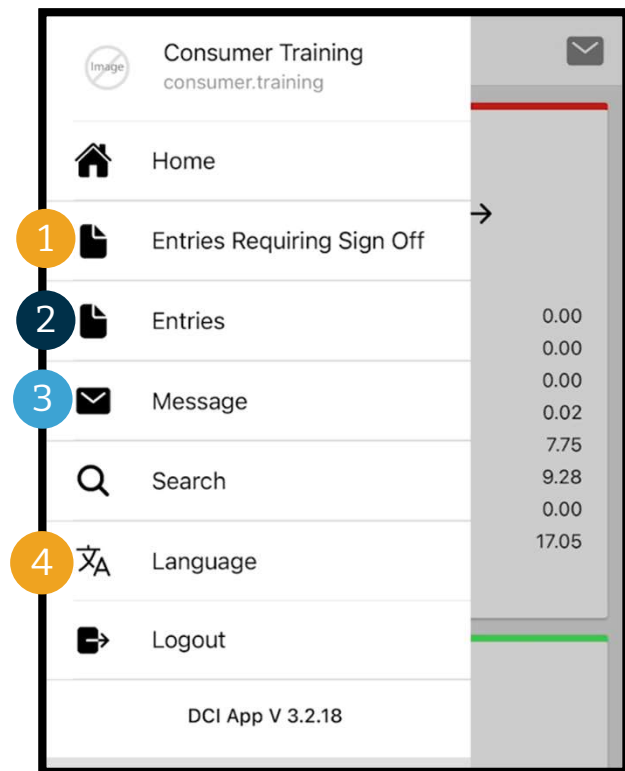 Image
Consumer Training
consumer.training
Home
1 Entries Requiring Sign Off
2 Entries
3 Message
Search
4 文A Language
Logout
DCI App V 3.2.18
0.00
0.00
0.00
0.02
7.75
9.28
0.00
17.05